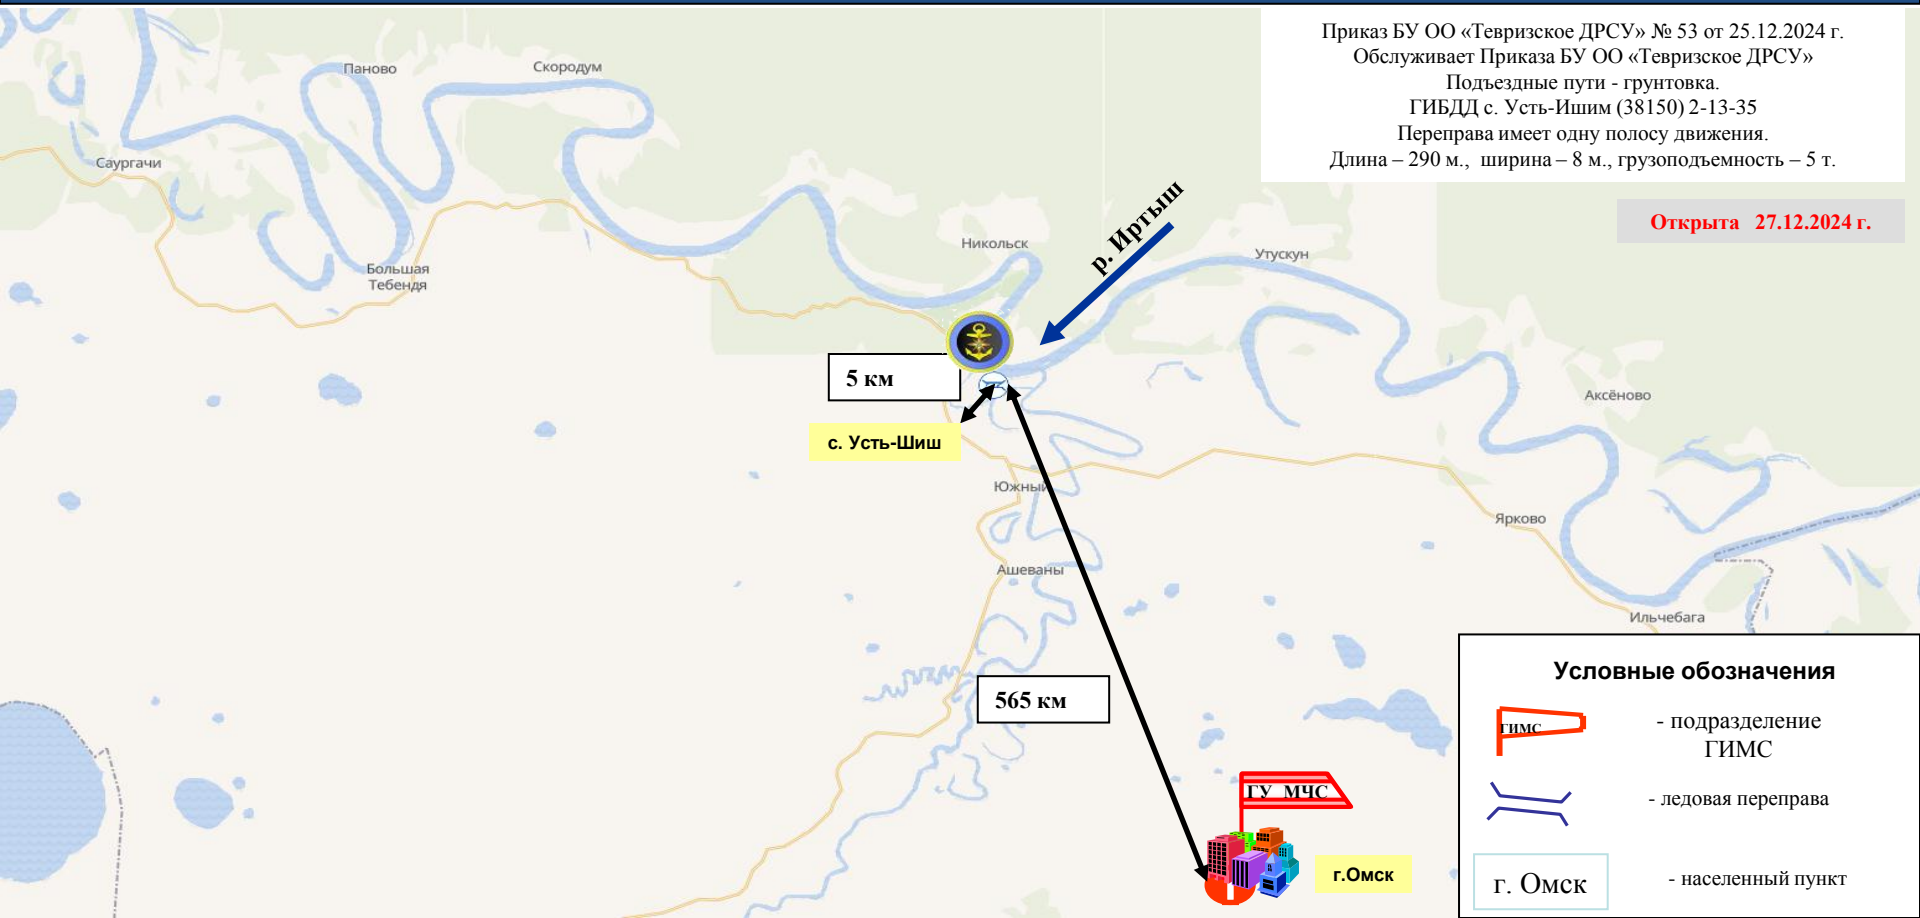 Приказ БУ ОО «Тевризское ДРСУ» № 53 от 25.12.2024 г.
Обслуживает Приказа БУ ОО «Тевризское ДРСУ»
Подъездные пути - грунтовка.
ГИБДД с. Усть-Ишим (38150) 2-13-35
Переправа имеет одну полосу движения.
Длина – 290 м., ширина – 8 м., грузоподъемность – 5 т.
Открыта 27.12.2024 г.
Паново
Скородум
Саургачи
Большая
Тебендя
Никольск
р. Иртыш
Утускун
5 км
с. Усть-Шиш
Аксёново
Южный
Ярково
Ашеваны
Ильчебага
565 км
ГУ МЧС
г.Омск
Условные обозначения
ГИМС
- подразделение
ГИМС
- ледовая переправа
г. Омск
- населенный пункт